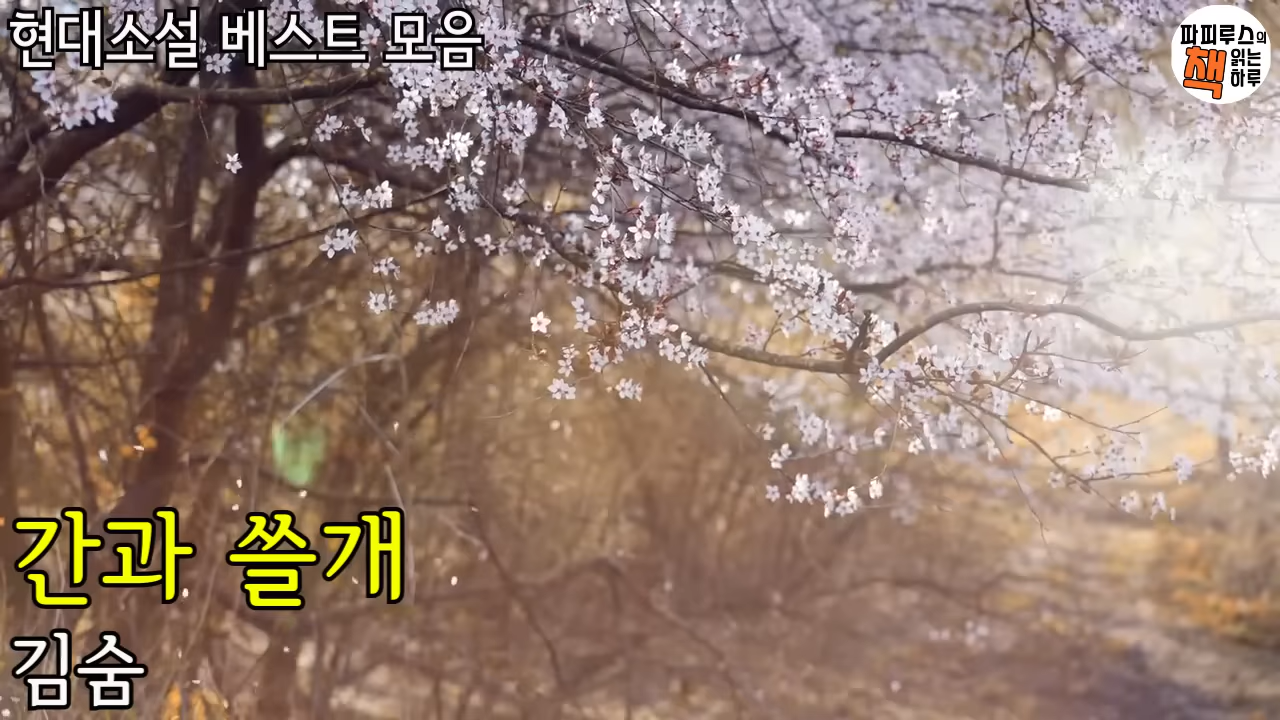 현대소설 베스트 모음
파피루스의
책 읽는
하루
간과 쓸개
김숨